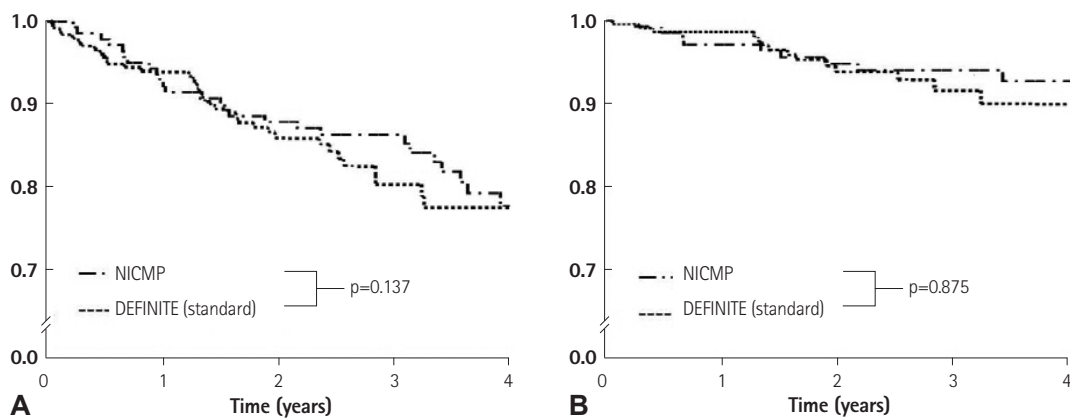 1.0
0.9
0.8
0.7
0.0
0 1 2 3 4
Time (years)
NICMP
DEFINITE (standard)
p=0.137
A
1.0
0.9
0.8
0.7
0.0
0 1 2 3 4
Time (years)
NICMP
DEFINITE (standard)
p=0.875
B